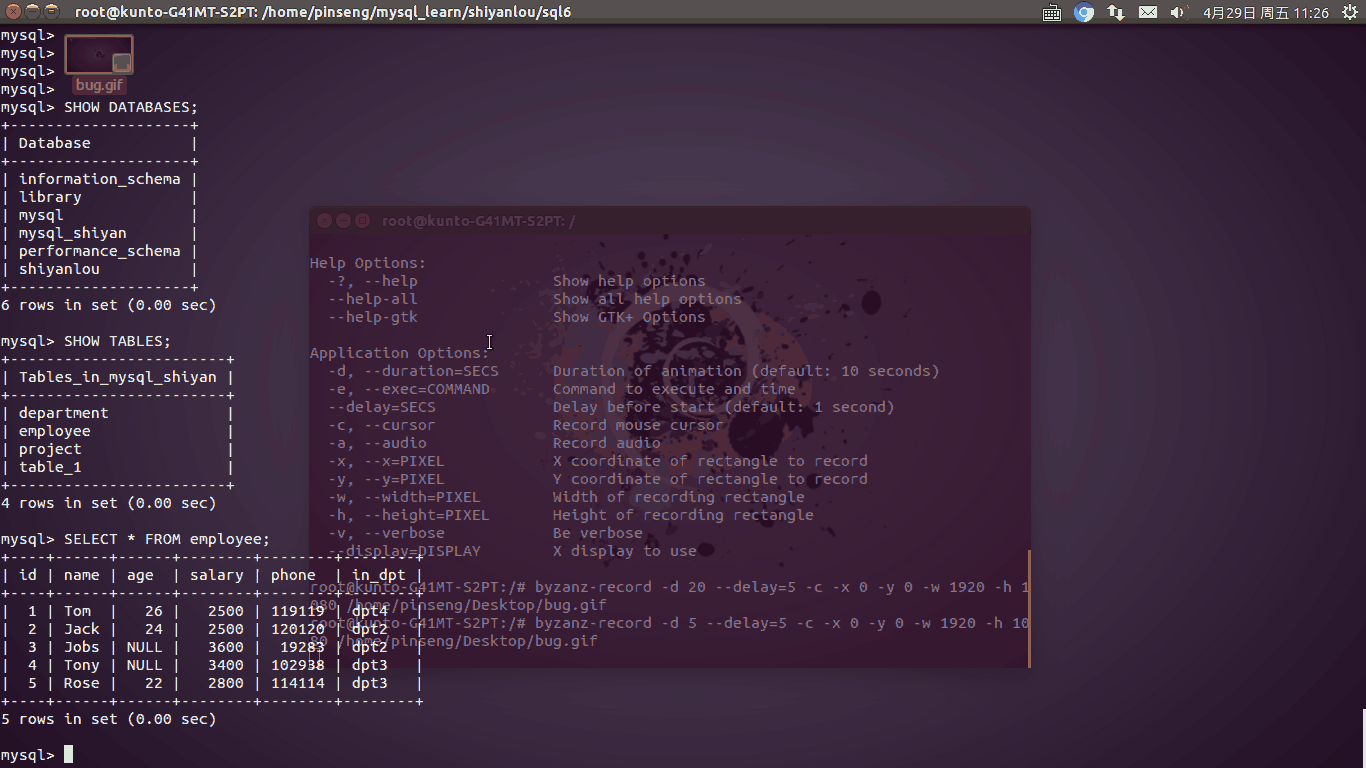 root@kunto-G41MT-S2PT: /home/pinseng/mysql_learn/shiyanlou/sql6
4月29日 周五 11:26
mysql>
mysql>
mysql>
mysql>
bug.gif
mysql> SHOW DATABASES;
+--------------------+
| Database           |
+--------------------+
| information_schema |
| library            |
| mysql              |
| mysql_shiyan       |
| performance_schema |
| shiyanlou          |
+--------------------+
6 rows in set (0.00 sec)
mysql> SHOW TABLES;
+------------------------+
| Tables_in_mysql_shiyan |
+------------------------+
| department             |
| employee               |
| project                |
| table_1                |
+------------------------+
4 rows in set (0.00 sec)
mysql> SELECT * FROM employee;
+----+------+------+--------+--------+--------+
| id | name | age  | salary | phone  | in_dpt |
+----+------+------+--------+--------+--------+
|  1 | Tom  |   26 |   2500 | 119119 | dpt4   |
|  2 | Jack |   24 |   2500 | 120120 | dpt2   |
|  3 | Jobs | NULL |   3600 |  19283 | dpt2   |
|  4 | Tony | NULL |   3400 | 102938 | dpt3   |
|  5 | Rose |   22 |   2800 | 114114 | dpt3   |
+----+------+------+--------+--------+--------+
5 rows in set (0.00 sec)
mysql>
root@kunto-G41MT-S2PT: /
Help Options:
  -?, --help                 Show help options
  --help-all                 Show all help options
  --help-gtk                 Show GTK+ Options
Application Options:
  -d, --duration=SECS      Duration of animation (default: 10 seconds)
  -e, --exec=COMMAND       Command to execute and time
  --delay=SECS             Delay before start (default: 1 second)
  -c, --cursor             Record mouse cursor
  -a, --audio              Record audio
  -x, --x=PIXEL            X coordinate of rectangle to record
  -y, --y=PIXEL            Y coordinate of rectangle to record
  -w, --width=PIXEL        Width of recording rectangle
  -h, --height=PIXEL       Height of recording rectangle
  -v, --verbose            Be verbose
  --display=DISPLAY        X display to use
root@kunto-G41MT-S2PT:/# byzanz-record -d 20 --delay=5 -c -x 0 -y 0 -w 1920 -h 1
080 /home/pinseng/Desktop/bug.gif
root@kunto-G41MT-S2PT:/# byzanz-record -d 5 --delay=5 -c -x 0 -y 0 -w 1920 -h 10
80 /home/pinseng/Desktop/bug.gif